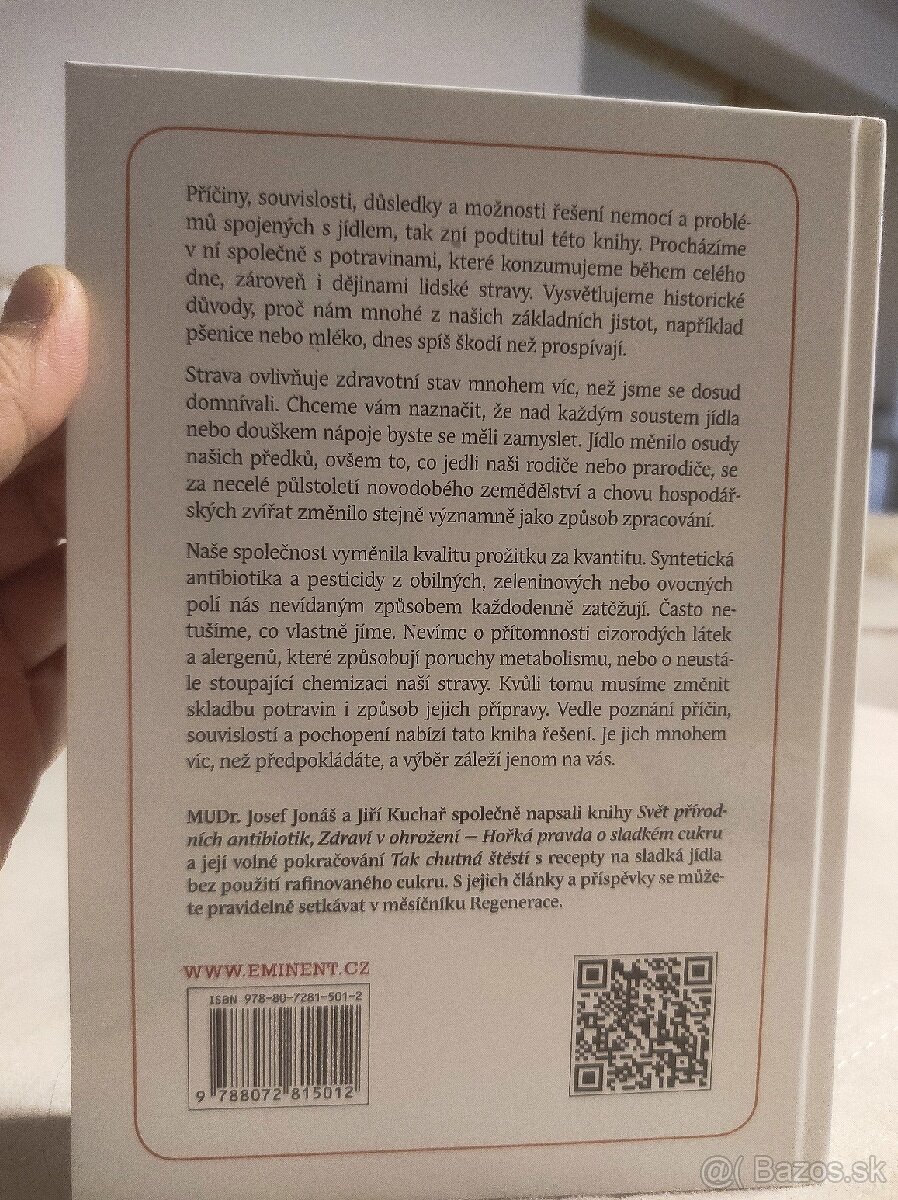 Příčiny, souvislosti, důsledky a možnosti řešení nemocí a problé-
mů spojených s jídlem, tak zní podtitul této knihy. Procházíme
v ní společně s potravinami, které konzumujeme během celého
dne, zároveň i dějinami lidské stravy. Vysvětlujeme historické
důvody, proč nám mnohé z našich základních jistot, například
pšenice nebo mléko, dnes spíš škodí než prospívají.
Strava ovlivňuje zdravotní stav mnohem víc, než jsme se dosud
domnívali. Chceme vám naznačit, že nad každým soustem jídla
nebo douškem nápoje byste se měli zamyslet. Jídlo měnilo osudy
našich předků, ovšem to, co jedli naši rodiče nebo prarodiče, se
za necelé půlstoletí novodobého zemědělství a chovu hospodář-
ských zvířat změnilo stejně významně jako způsob zpracování.
Naše společnost vyměnila kvalitu prožitku za kvantitu. Syntetická
antibiotika a pesticidy z obilných, zeleninových nebo ovocných
polí nás nevídaným způsobem každodenně zatěžují. Často ne-
tušíme, co vlastně jíme. Nevíme o přítomnosti cizorodých látek
a alergenů, které způsobují poruchy metabolismu, nebo o neustá-
le stoupající chemizaci naší stravy. Kvůli tomu musíme změnit
skladbu potravin i způsob jejich přípravy. Vedle poznání příčin,
souvislostí a pochopení nabízí tato kniha řešení. Je jich mnohem
víc, než předpokládáte, a výběr záleží jenom na vás.
MUDr. Josef Jonáš a Jiří Kuchař společně napsali knihy Svět přírod-
ních antibiotik, Zdraví v ohrožení – Hořká pravda o sladkém cukru
a její volné pokračování Tak chutná štěstí s recepty na sladká jídla
bez použití rafinovaného cukru. S jejich články a příspěvky se může-
te pravidelně setkávat v měsíčníku Regenerace.
WWW.EMINENT.CZ
ISBN 978-80-7281-501-2
9 788072 815012
@( Bazos.sk